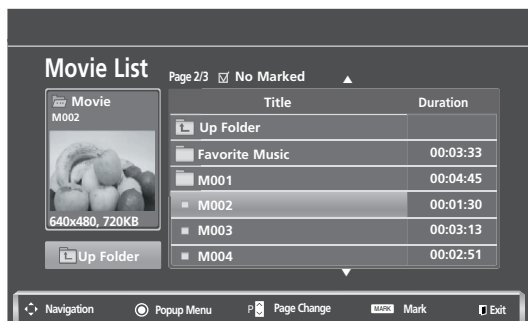 Movie List
Page 2/3 No Marked
Movie
M002
640x480, 720KB
Up Folder
Title Duration
Up Folder
Favorite Music 00:03:33
M001 00:04:45
M002 00:01:30
M003 00:03:13
M004 00:02:51
Navigation Popup Menu P Page Change MARK Mark Exit